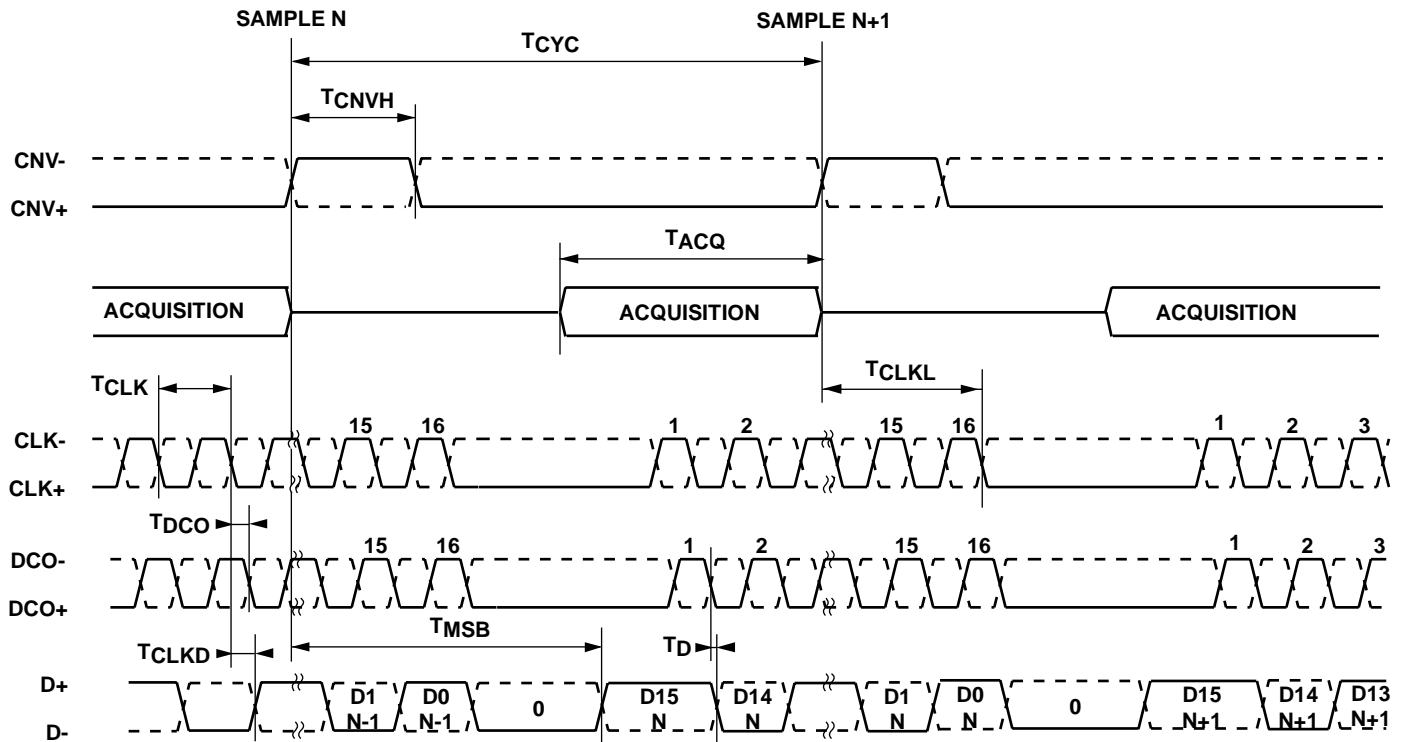 SAMPLE N SAMPLE N+1
TCYC
TCNVH
CNV-
CNV+
TACQ
ACQUISITION ACQUISITION ACQUISITION
TCLK TCLKL
15 16 1 2 15 16 1 2 3
CLK-
CLK+
TDCO
15 16 1 2 15 16 1 2 3
DCO-
DCO+
TMSB
TCLKD TD
D+
D1 D0 0 D15 D14 D1 D0 0 D15 D14 D13
N-1 N-1 N N N N N+1 N+1 N+1
D-